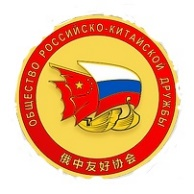 ОБЩЕСТВО РОССИЙСКО-КИТАЙСКОЙ ДРУЖБЫ
俄中友好协会